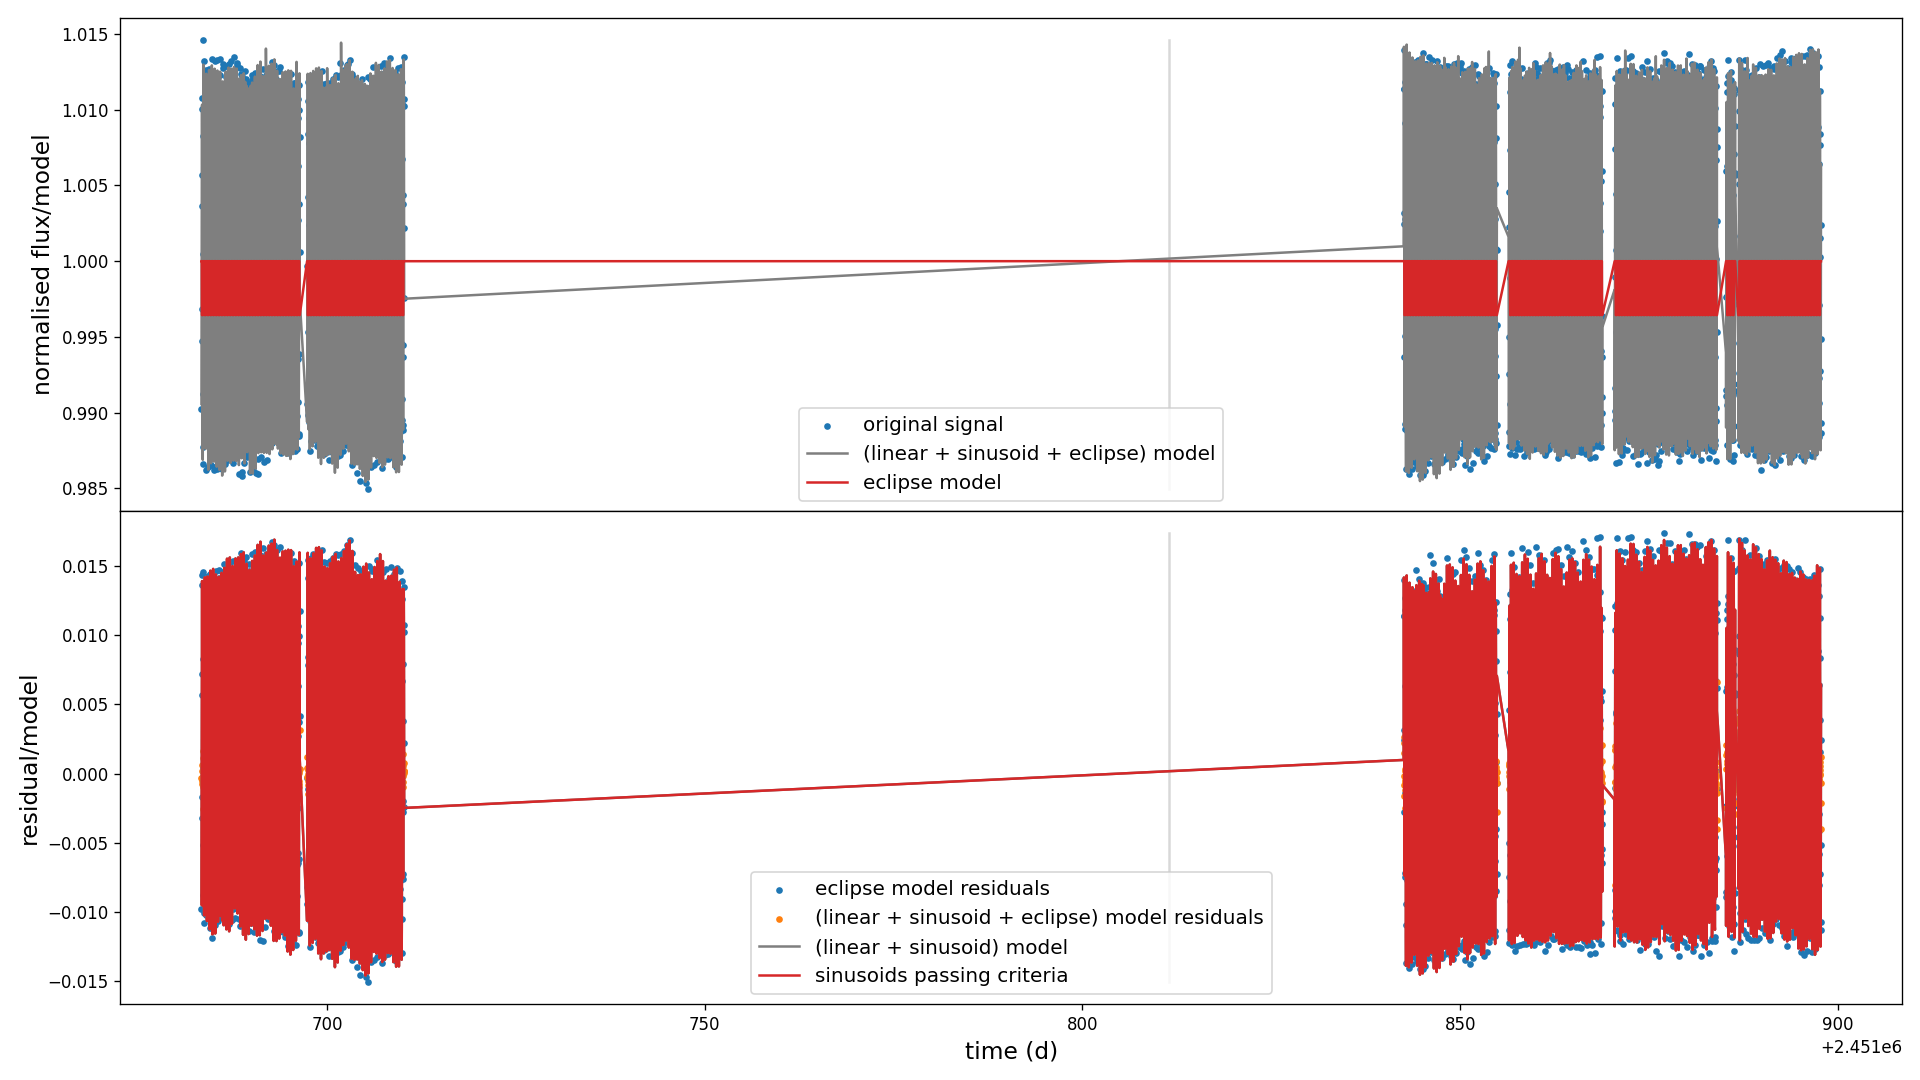 1.015
1.010
1.005
1.000
0.995
0.990
0.985
normalised flux/model
original signal
(linear + sinusoid + eclipse) model
eclipse model
0.015
0.010
0.005
0.000
−0.005
−0.010
−0.015
residual/model
eclipse model residuals
(linear + sinusoid + eclipse) model residuals
(linear + sinusoid) model
sinusoids passing criteria
700
750
800
850
900
+2.451e6
time (d)